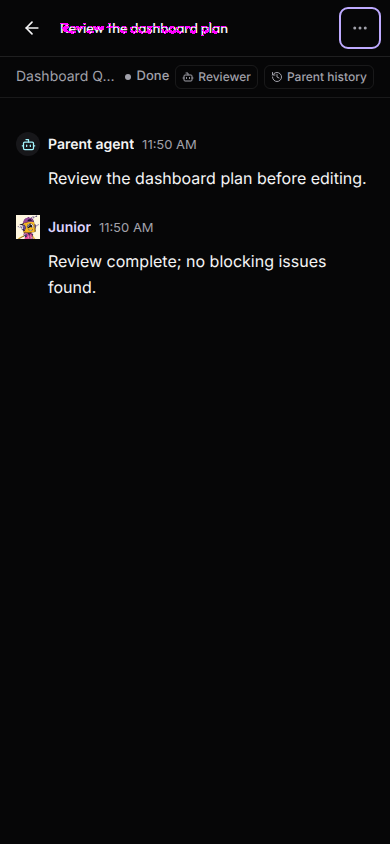 Review the dashboard plan
Dashboard Q... Done Reviewer Parent history
Parent agent 11:50 AM
Review the dashboard plan before editing.
Junior 11:50 AM
Review complete; no blocking issues
found.